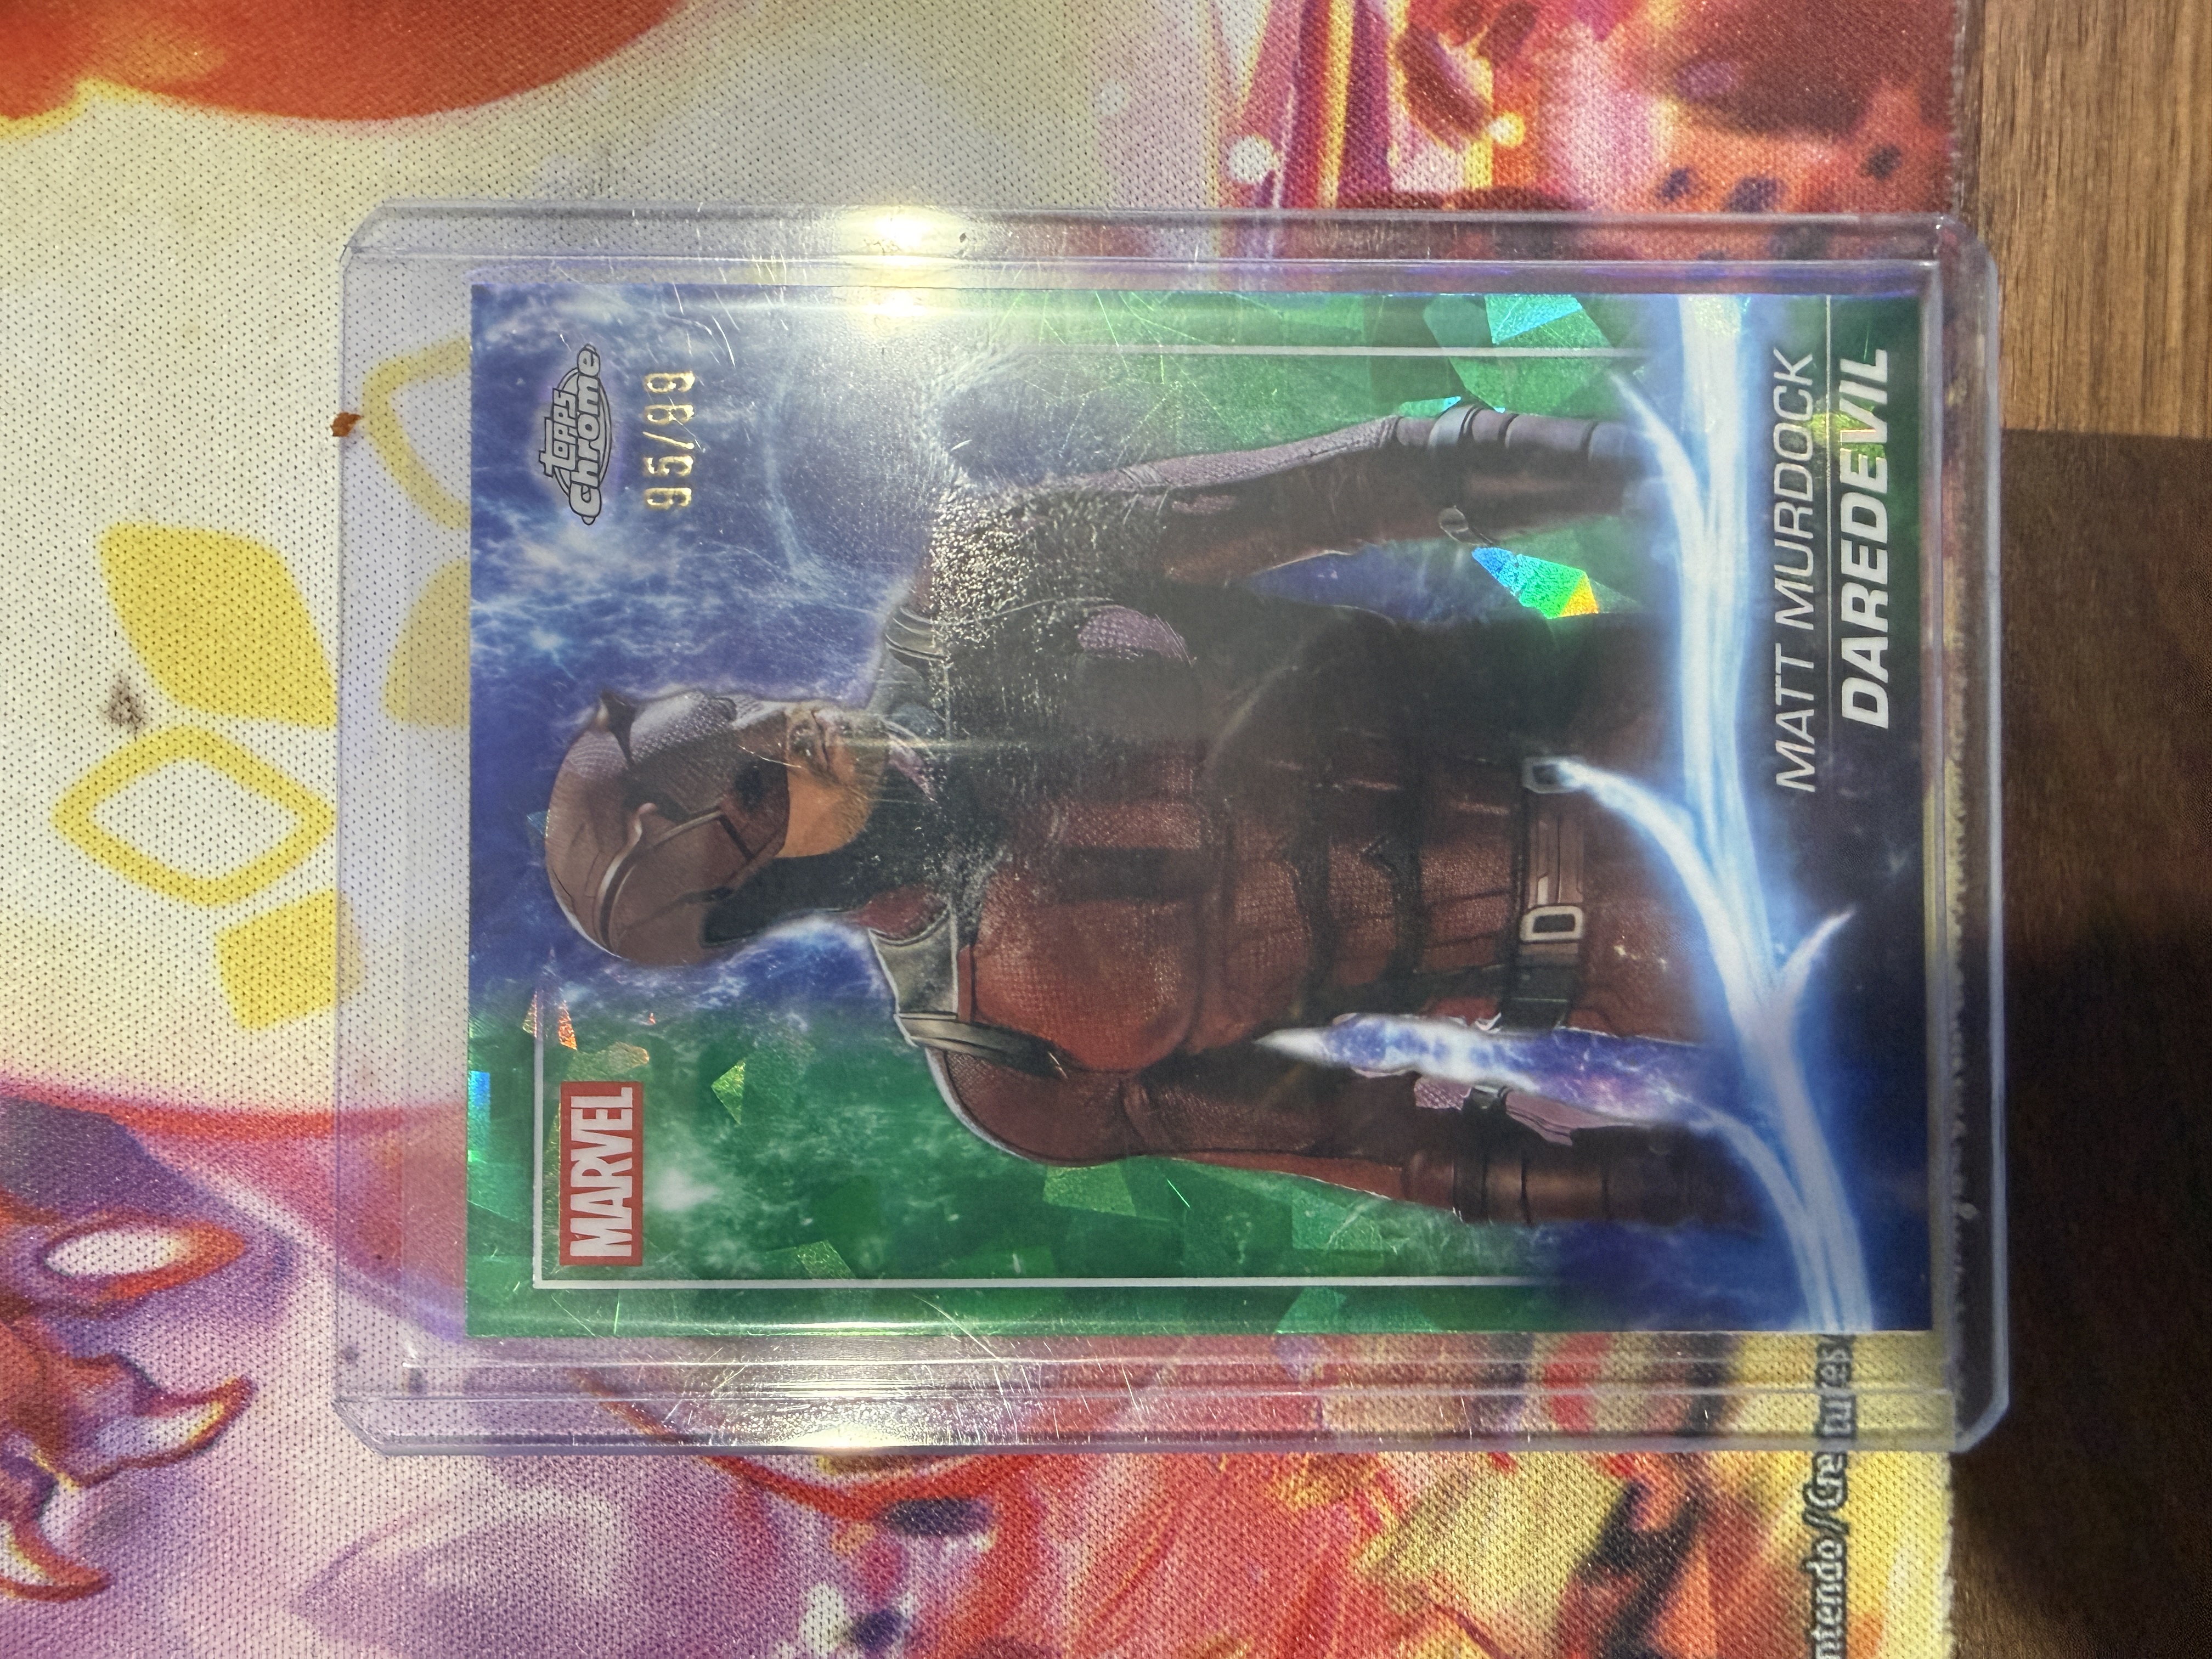 MARVEL
topps
Chrome
95/99
MATT MURDOCK
DAREDEVIL
ntendo / Creatures